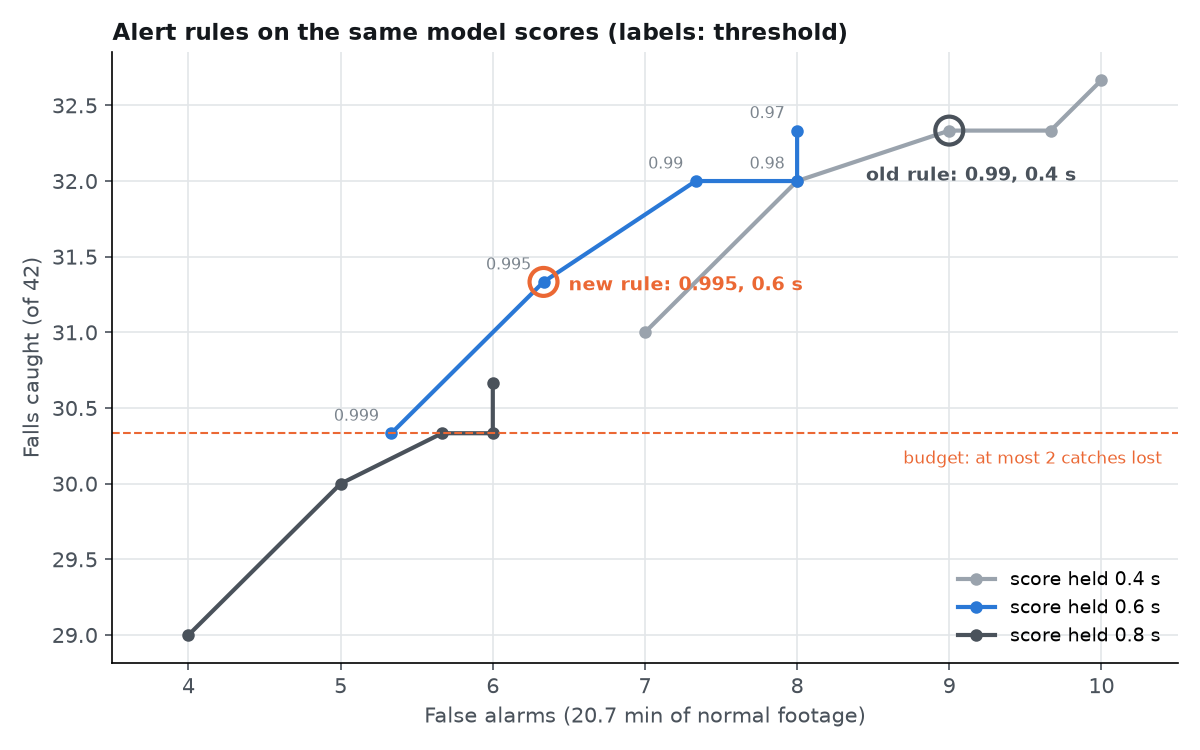 Alert rules on the same model scores (labels: threshold)
Falls caught (of 42)
32.5
32.0
31.5
31.0
30.5
30.0
29.5
29.0
0.97
0.99
0.98
old rule: 0.99, 0.4 s
0.995
new rule: 0.995, 0.6 s
0.999
budget: at most 2 catches lost
score held 0.4 s
score held 0.6 s
score held 0.8 s
4 5 6 7 8 9 10
False alarms (20.7 min of normal footage)